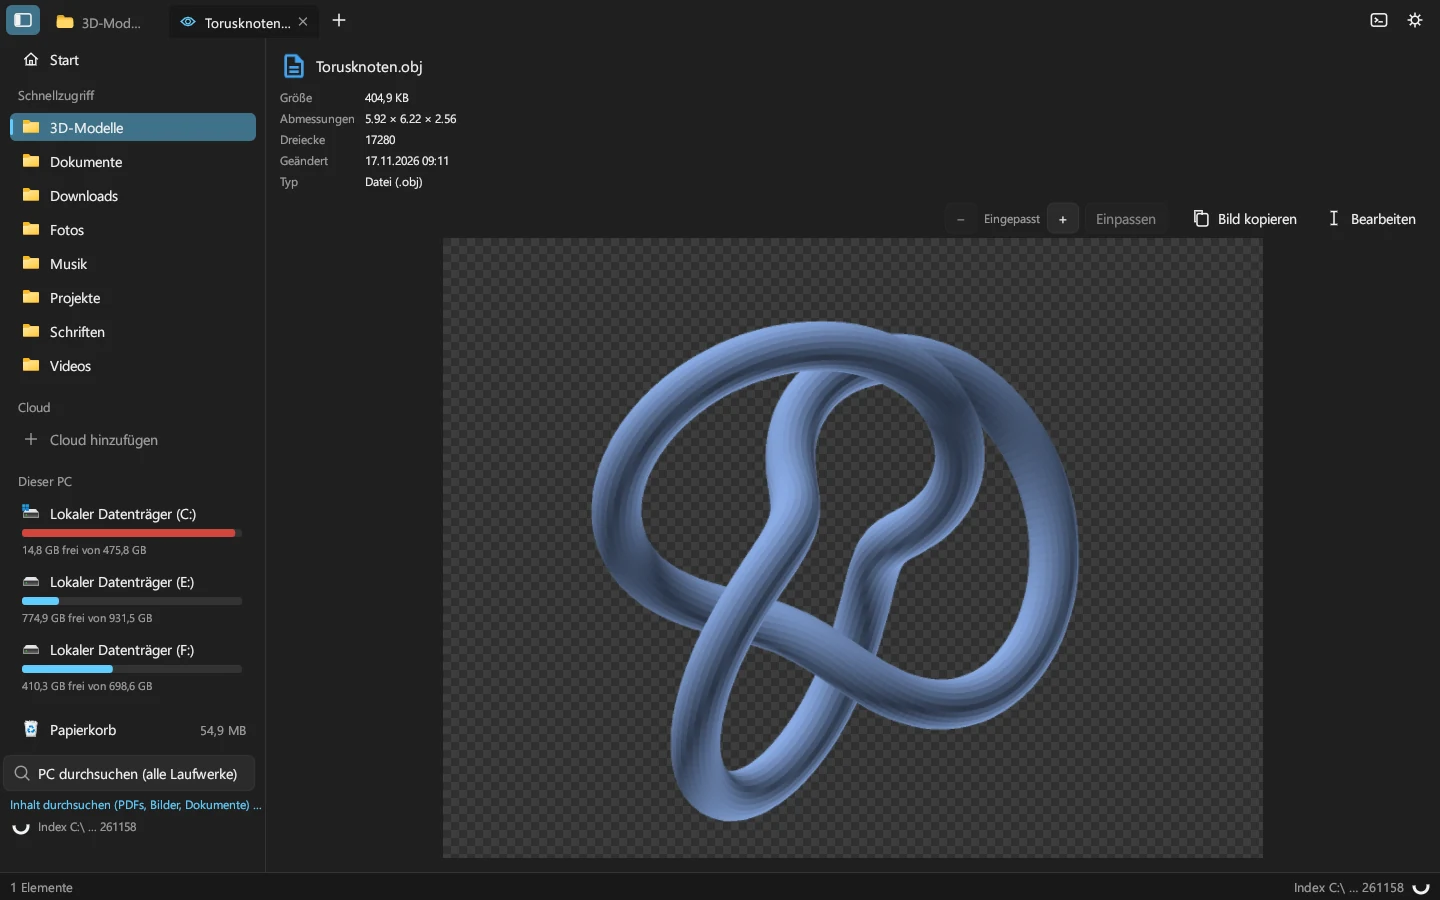 3D-Mod...
Torusknoten...
Start
Schnellzugriff
3D-Modelle
Dokumente
Downloads
Fotos
Musik
Projekte
Schriften
Videos
Cloud
Cloud hinzufügen
Dieser PC
Lokaler Datenträger (C:)
14,8 GB frei von 475,8 GB
Lokaler Datenträger (E:)
774,9 GB frei von 931,5 GB
Lokaler Datenträger (F:)
410,3 GB frei von 698,6 GB
Papierkorb 54,9 MB
PC durchsuchen (alle Laufwerke)
Inhalt durchsuchen (PDFs, Bilder, Dokumente) ...
Index C:\ ... 261158
Torusknoten.obj
Größe 404,9 KB
Abmessungen 5.92 × 6.22 × 2.56
Dreiecke 17280
Geändert 17.11.2026 09:11
Typ Datei (.obj)
− Eingepasst + Einpassen Bild kopieren Bearbeiten
1 Elemente
Index C:\ ... 261158